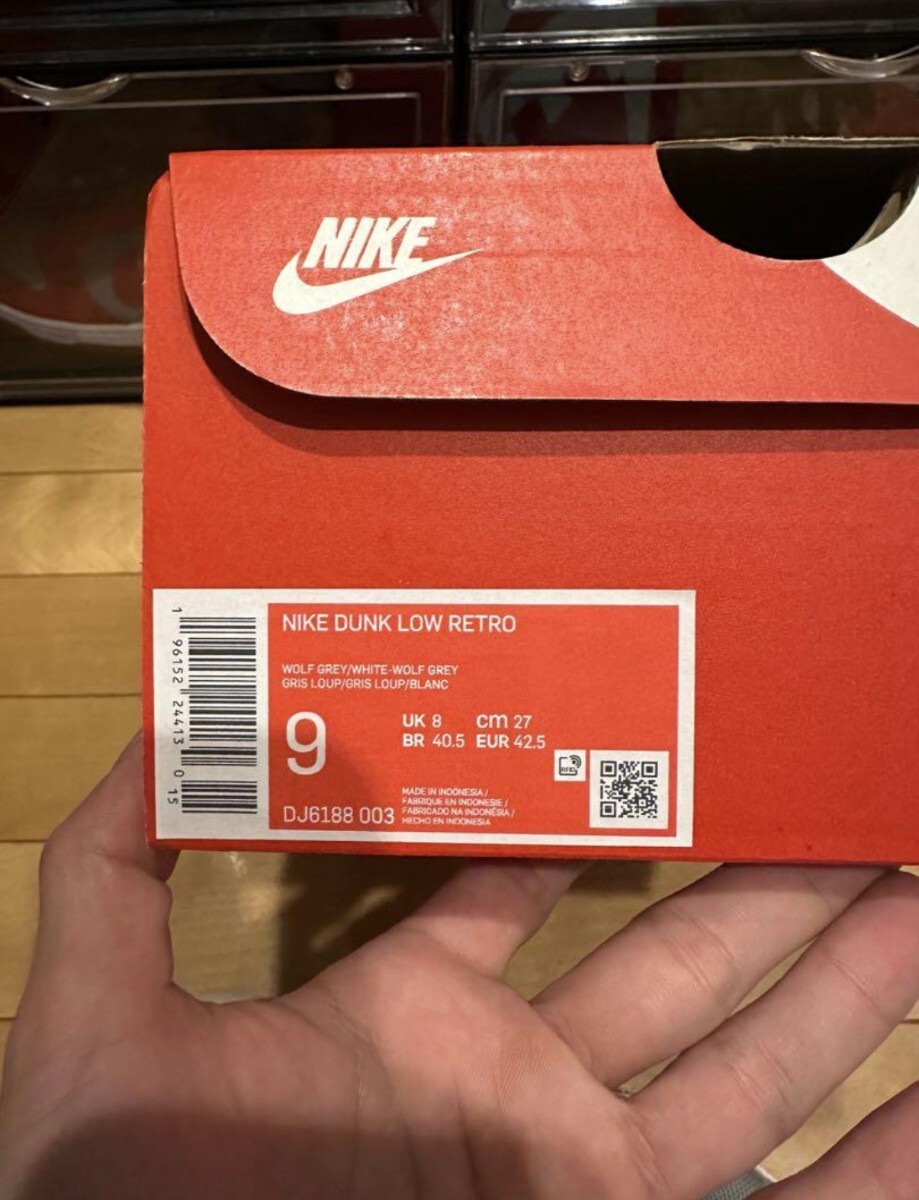 NIKE
NIKE DUNK LOW RETRO
WOLF GREY/WHITE-WOLF GREY
GRIS LOUP/GRIS LOUP/BLANC
9
UK 8 cm 27
BR 40.5 EUR 42.5
RFID
DJ6188 003
MADE IN INDONESIA /
FABRIQUE EN INDONESIE /
FABRICADO NA INDONÉSIA /
HECHO EN INDONESIA
1 96152 24413 0 15